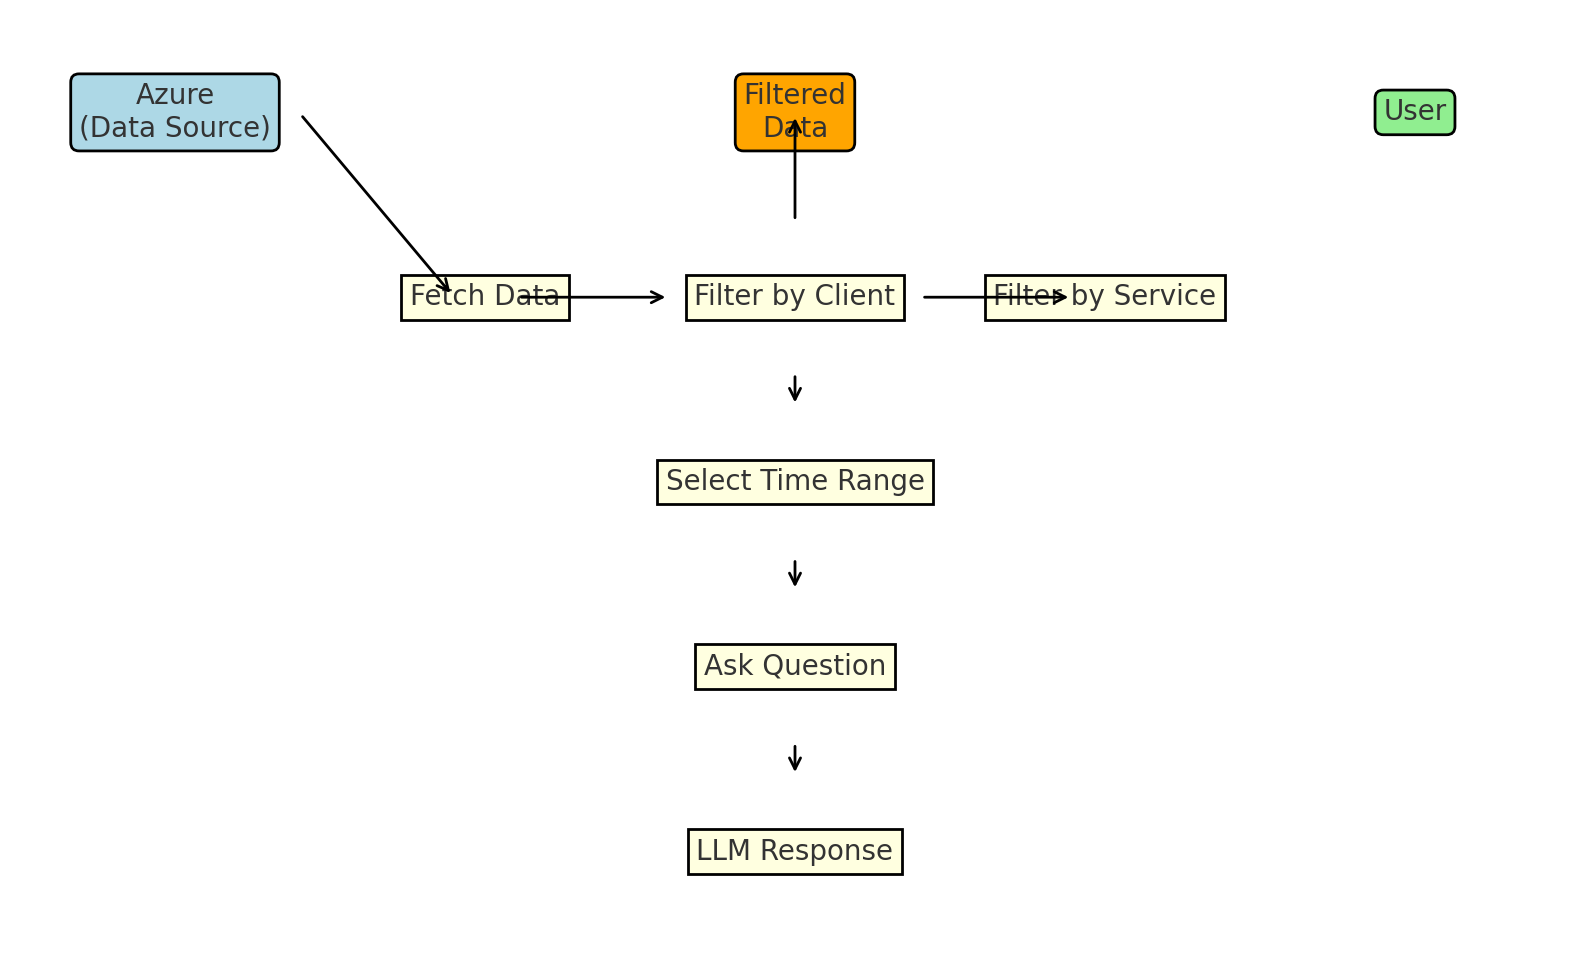 Azure
(Data Source)
Filtered
Data
User
Fetch Data
Filter by Client
Filter by Service
Select Time Range
Ask Question
LLM Response